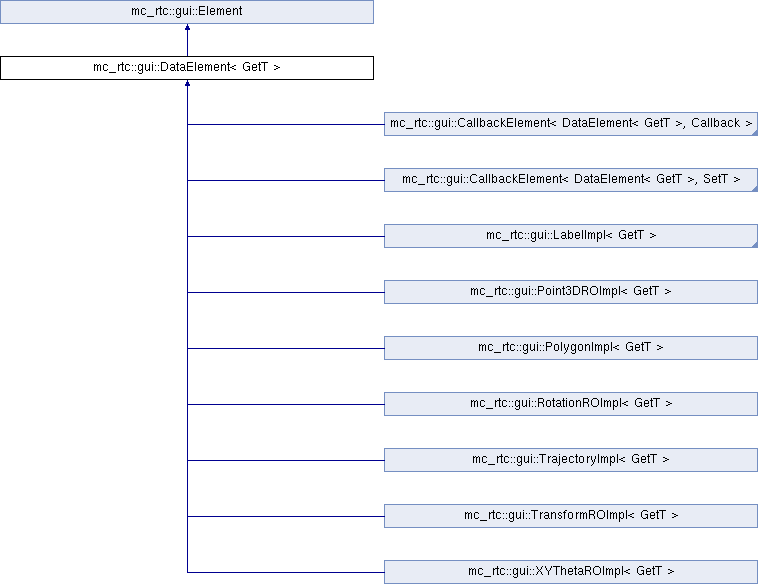 mc_rtc::gui::Element
mc_rtc::gui::DataElement< GetT >
mc_rtc::gui::CallbackElement< DataElement< GetT >, Callback >
mc_rtc::gui::CallbackElement< DataElement< GetT >, SetT >
mc_rtc::gui::LabelImpl< GetT >
mc_rtc::gui::Point3DROImpl< GetT >
mc_rtc::gui::PolygonImpl< GetT >
mc_rtc::gui::RotationROImpl< GetT >
mc_rtc::gui::TrajectoryImpl< GetT >
mc_rtc::gui::TransformROImpl< GetT >
mc_rtc::gui::XYThetaROImpl< GetT >